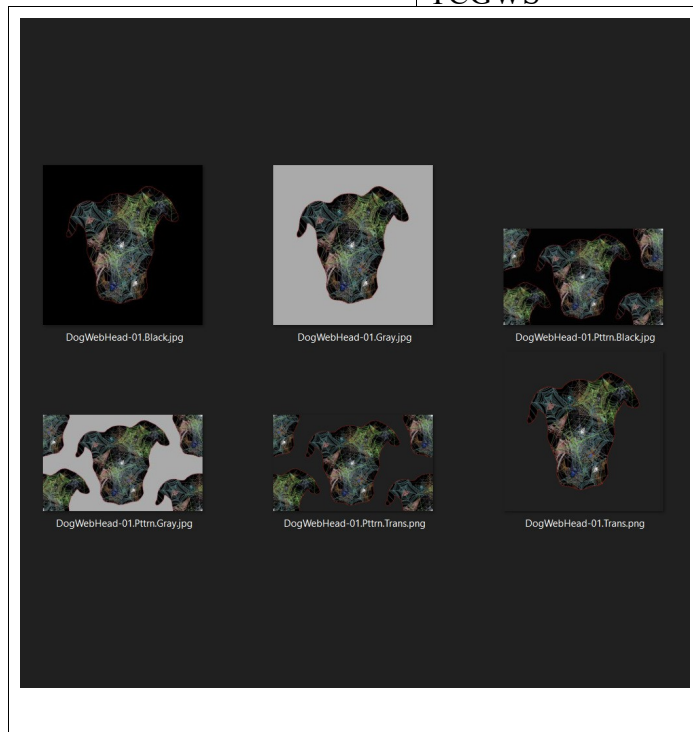 TCGWS
DogWebHead-01.Black.jpg
DogWebHead-01.Gray.jpg
DogWebHead-01.Pttrn.Black.jpg
DogWebHead-01.Pttrn.Gray.jpg
DogWebHead-01.Pttrn.Trans.png
DogWebHead-01.Trans.png